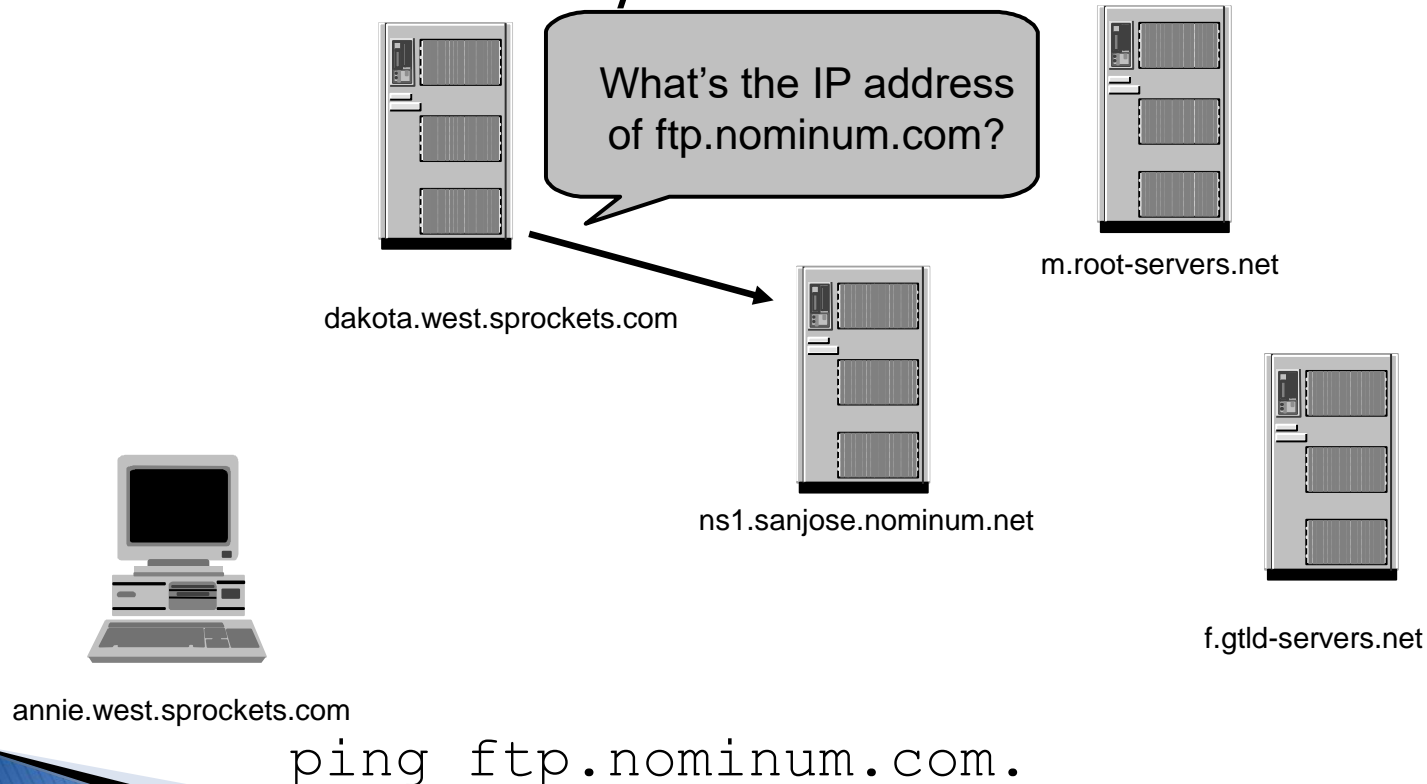 What’s the IP address
of ftp.nominum.com?
m.root-servers.net
dakota.west.sprockets.com
ns1.sanjose.nominum.net
f.gtld-servers.net
annie.west.sprockets.com
ping ftp.nominum.com.